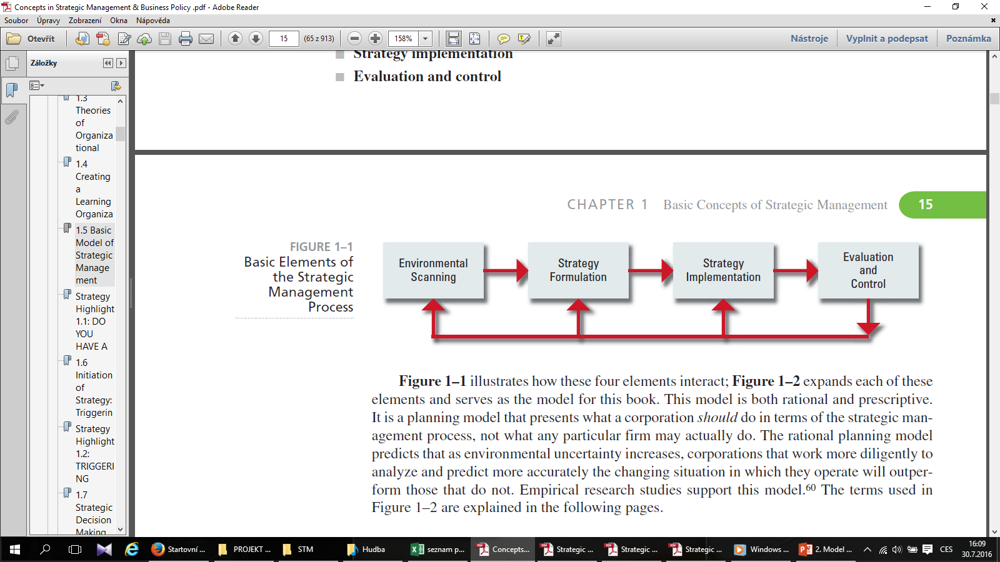 Concepts in Strategic Management & Business Policy .pdf - Adobe Reader
Soubor Úpravy Zobrazení Okna Nápověda
Otevřít 15 (65 z 913) 158% Nástroje Vyplnit a podepsat Poznámka
Záložky
1.3
Theories
of
Organiza
tional
1.4
Creating
a
Learning
Organiza
1.5 Basic
Model of
Strategic
Manage
ment
Strategy
Highlight
1.1: DO
YOU
HAVE A
1.6
Initiation
of
Strategy:
Triggerin
Strategy
Highlight
1.2:
TRIGGERI
NG
1.7
Strategic
Decision
Making
Strategy implementation
Evaluation and control
CHAPTER 1 Basic Concepts of Strategic Management 15
FIGURE 1–1
Basic Elements of
the Strategic
Management
Process
Environmental
Scanning
Strategy
Formulation
Strategy
Implementation
Evaluation
and
Control
Figure 1–1 illustrates how these four elements interact; Figure 1–2 expands each of these
elements and serves as the model for this book. This model is both rational and prescriptive.
It is a planning model that presents what a corporation should do in terms of the strategic man-
agement process, not what any particular firm may actually do. The rational planning model
predicts that as environmental uncertainty increases, corporations that work more diligently to
analyze and predict more accurately the changing situation in which they operate will outper-
form those that do not. Empirical research studies support this model.60 The terms used in
Figure 1–2 are explained in the following pages.
Startovní ... PROJEKT ... STM Hudba seznam p... Concepts... Strategic ... Strategic ... Strategic ... Windows ... 2. Model ... CES 16:09
30.7.2016